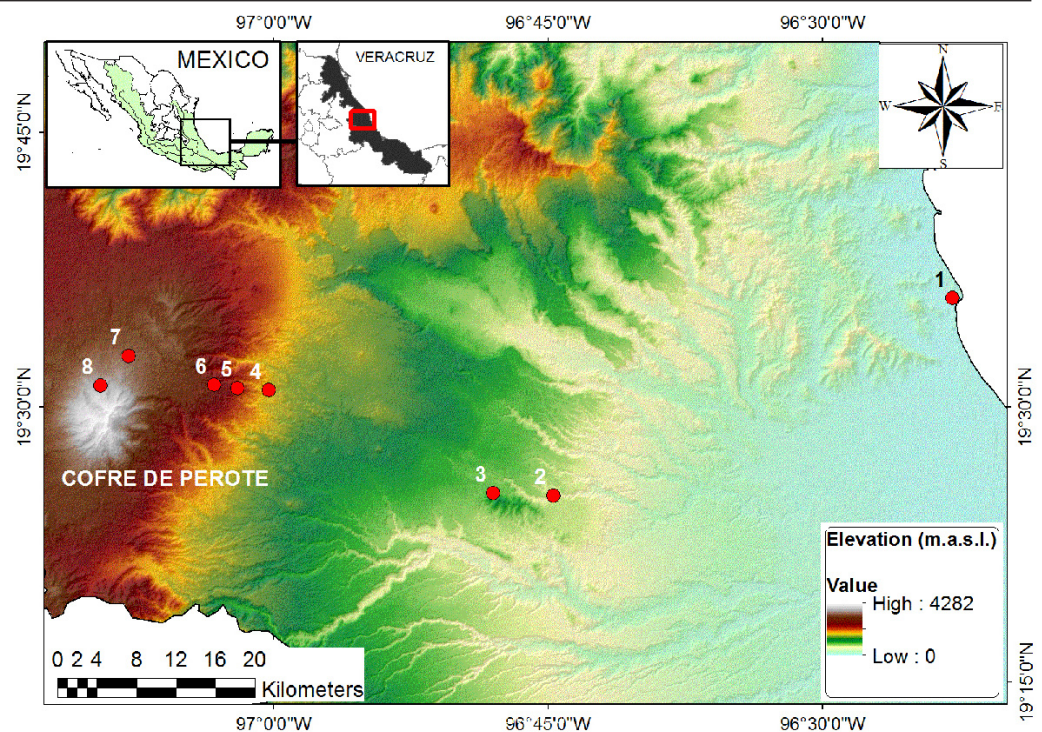 97°0'0"W 96°45'0"W 96°30'0"W
MEXICO
VERACRUZ
N
W E
S
19°45'0"N
1
7
8
6 5 4
19°30'0"N
19°30'0"N
COFRE DE PEROTE
3 2
Elevation (m.a.s.l.)
Value
High : 4282
Low : 0
0 2 4 8 12 16 20
Kilometers
19°15'0"N
97°0'0"W 96°45'0"W 96°30'0"W